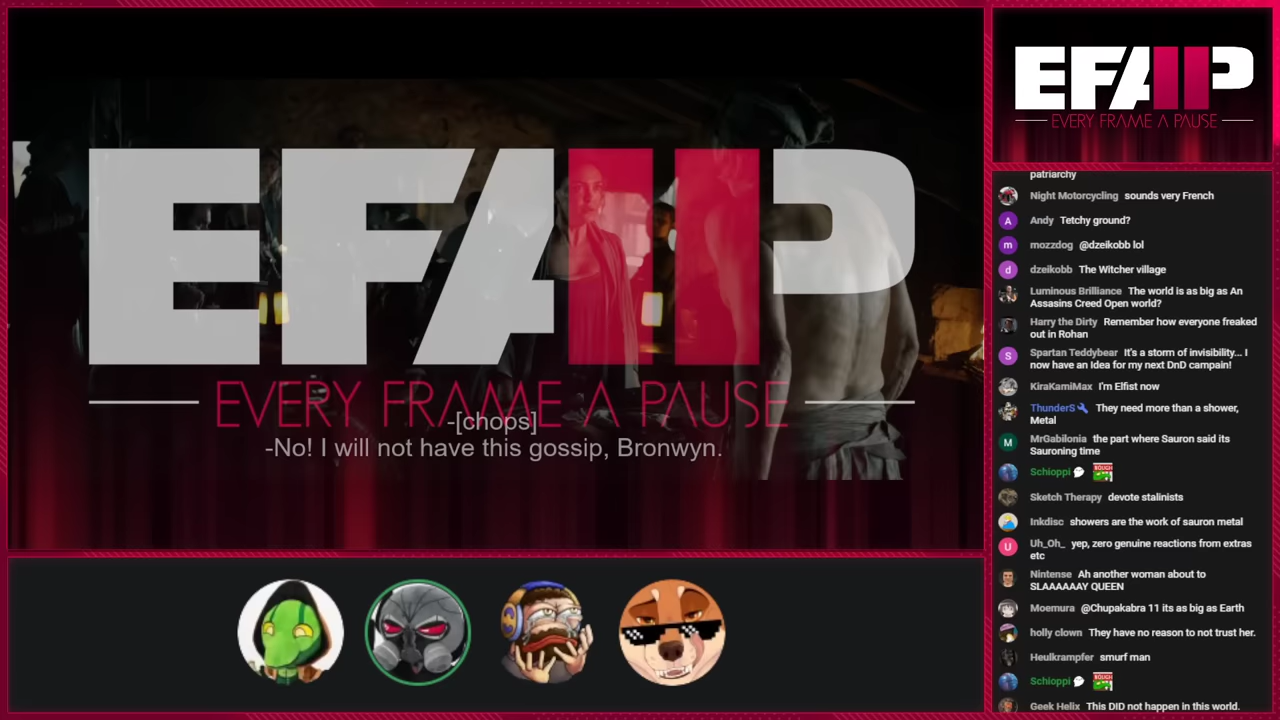 EFAP
EVERY FRAME A PAUSE
-[chops]
-No! I will not have this gossip, Bronwyn.
EFAP
EVERY FRAME A PAUSE
patriarchy
Night Motorcycling sounds very French
A Andy Tetchy ground?
m mozzdog @dzeikobb lol
d dzeikobb The Witcher village
Luminous Brilliance The world is as big as An
Assasins Creed Open world?
Harry the Dirty Remember how everyone freaked
out in Rohan
S Spartan Teddybear It's a storm of invisibility... I
now have an Idea for my next DnD campain!
KiraKamiMax I'm Elfist now
ThunderS They need more than a shower,
Metal
M MrGabilonia the part where Sauron said its
Sauroning time
Schioppi ROUGH
Sketch Therapy devote stalinists
Inkdisc showers are the work of sauron metal
U Uh_Oh_ yep, zero genuine reactions from extras
etc
Nintense Ah another woman about to
SLAAAAAAY QUEEN
Moemura @Chupakabra 11 its as big as Earth
holly clown They have no reason to not trust her.
Heulkrampfer smurf man
Schioppi ROUGH
Geek Helix This DID not happen in this world.